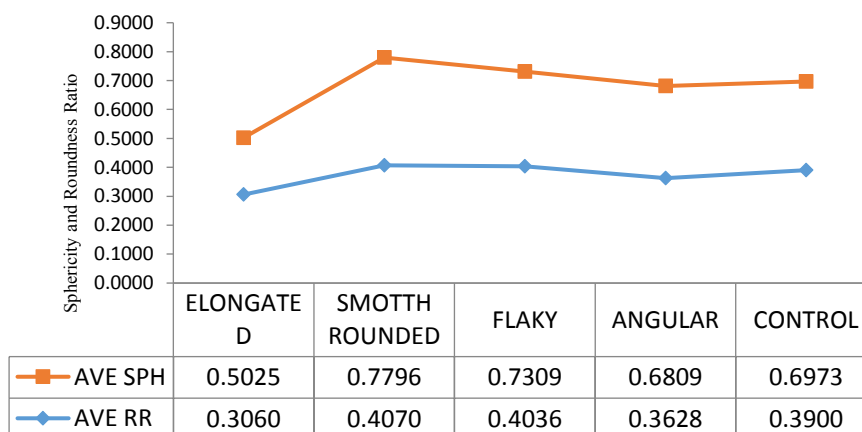 Sphericity and Roundness Ratio
0.9000
0.8000
0.7000
0.6000
0.5000
0.4000
0.3000
0.2000
0.1000
0.0000
ELONGATE
D
SMOTTH
ROUNDED
FLAKY
ANGULAR
CONTROL
AVE SPH 0.5025 0.7796 0.7309 0.6809 0.6973
AVE RR 0.3060 0.4070 0.4036 0.3628 0.3900